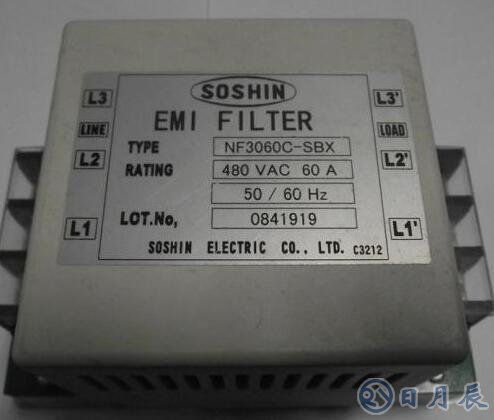 SOSHIN
L3 L3'
EMI FILTER
LINE TYPE NF3060C-SBX LOAD
L2 RATING 480 VAC 60 A L2'
50 / 60 Hz
L1 LOT.No, 0841919 L1'
SOSHIN ELECTRIC CO., LTD. C3212
日月辰